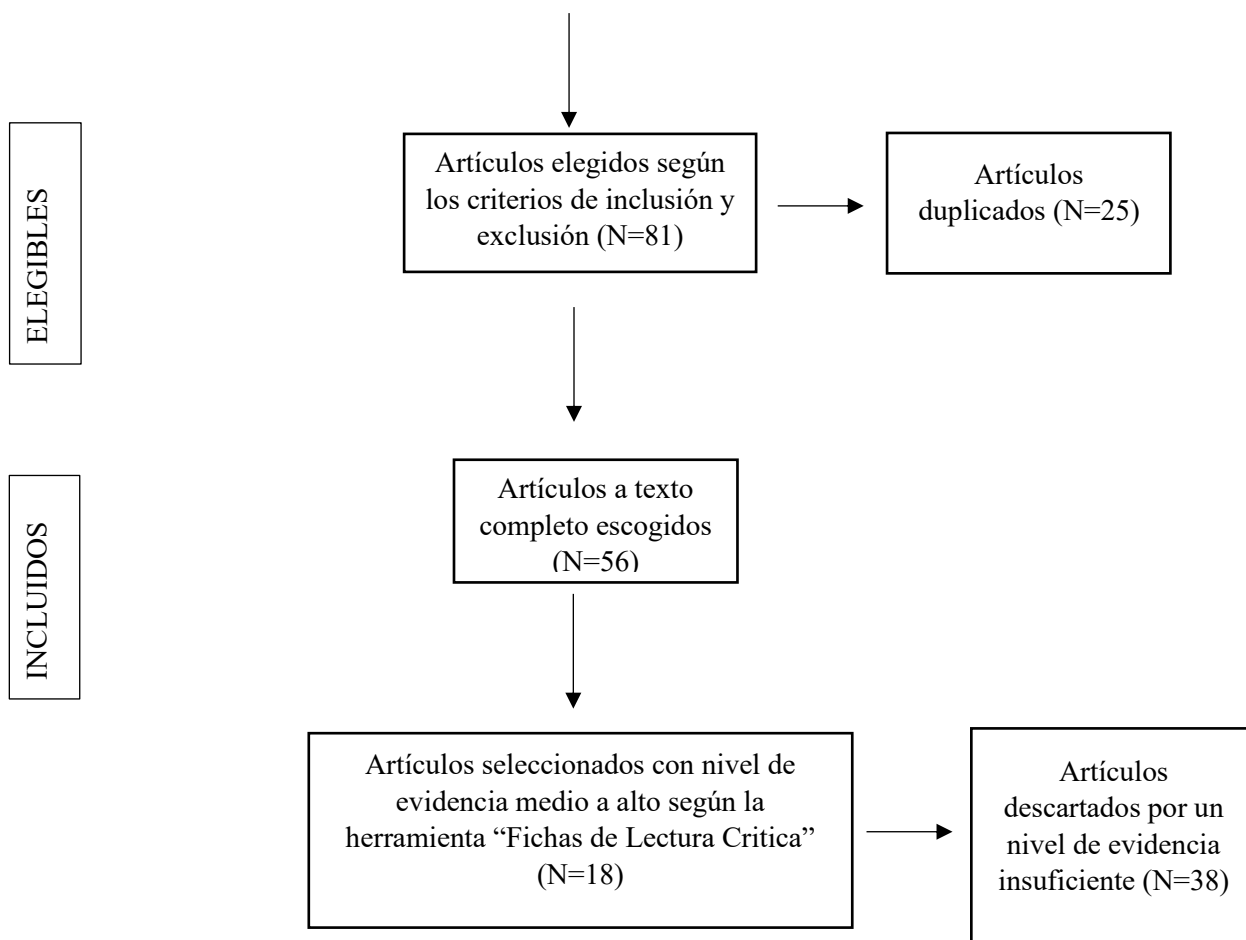 ELEGIBLES
Artículos elegidos según
los criterios de inclusión y
exclusión (N=81)
Artículos
duplicados (N=25)
INCLUIDOS
Artículos a texto
completo escogidos
(N=56)
Artículos seleccionados con nivel de
evidencia medio a alto según la
herramienta “Fichas de Lectura Critica”
(N=18)
Artículos
descartados por un
nivel de evidencia
insuficiente (N=38)